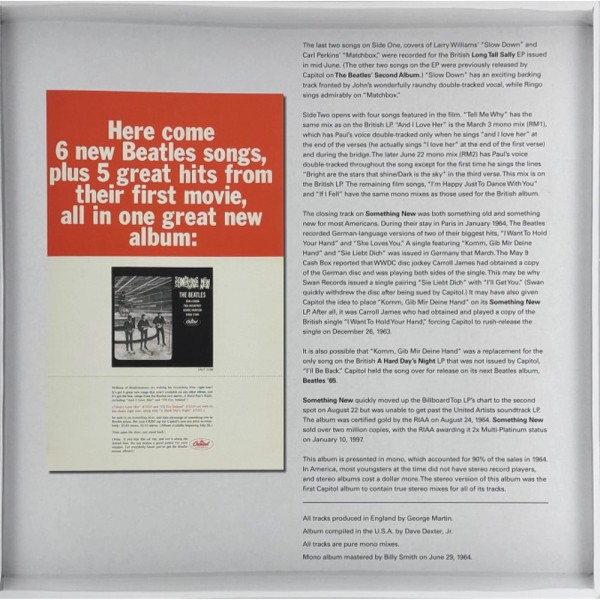 Here come
6 new Beatles songs,
plus 5 great hits from
their first movie,
all in one great new
album:
SOMETHING NEW
THE BEATLES
Capitol
The last two songs on Side One, covers of Larry Williams' "Slow Down" and
Carl Perkins' "Matchbox," were recorded for the British Long Tall Sally EP issued
in mid-June. (The other two songs on the EP were previously released by
Capitol on The Beatles' Second Album.) "Slow Down" has an exciting backing
track fronted by John's wonderfully raunchy double-tracked vocal, while Ringo
sings admirably on "Matchbox."
Side Two opens with four songs featured in the film. "Tell Me Why" has the
same mix as on the British LP. "And I Love Her" is the March 3 mono mix (RM1),
which has Paul's voice double-tracked only when he sings "and I love her" at
the end of the verses (he actually sings "I love her" at the end of the first verse)
and during the bridge. The later June 22 mono mix (RM2) has Paul's voice
double-tracked throughout the song except for the first time he sings the lines
"Bright are the stars that shine/Dark is the sky" in the third verse. This mix is on
the British LP. The remaining film songs, "I'm Happy Just To Dance With You"
and "If I Fell" have the same mono mixes as those used for the British album.
The closing track on Something New was both something old and something
new for most Americans. During their stay in Paris in January 1964, The Beatles
recorded German-language versions of two of their biggest hits, "I Want To Hold
Your Hand" and "She Loves You." A single featuring "Komm, Gib Mir Deine
Hand" and "Sie Liebt Dich" was issued in Germany that March. The May 9
Cash Box reported that WWDC disc jockey Carroll James had obtained a copy
of the German disc and was playing both sides of the single. This may be why
Swan Records issued a single pairing "Sie Liebt Dich" with "I'll Get You." (Swan
quickly withdrew the disc after being sued by Capitol.) It may have also given
Capitol the idea to place "Komm, Gib Mir Deine Hand" on its Something New
LP. After all, it was Carroll James who had obtained and played a copy of the
British single "I Want To Hold Your Hand," forcing Capitol to rush-release the
single on December 26, 1963.
It is also possible that "Komm, Gib Mir Deine Hand" was a replacement for the
only song on the British A Hard Day's Night LP that was not issued by Capitol,
"I'll Be Back." Capitol held the song over for release on its next Beatles album,
Beatles '65.
Something New quickly moved up the Billboard Top LP's chart to the second
spot on August 22 but was unable to get past the United Artists soundtrack LP.
The album was certified gold by the RIAA on August 24, 1964. Something New
sold over two million copies, with the RIAA awarding it 2x Multi-Platinum status
on January 10, 1997.
This album is presented in mono, which accounted for 90% of the sales in 1964.
In America, most youngsters at the time did not have stereo record players,
and stereo albums cost a dollar more. The stereo version of this album was the
first Capitol album to contain true stereo mixes for all of its tracks.
All tracks produced in England by George Martin.
Album compiled in the U.S.A. by Dave Dexter, Jr.
All tracks are pure mono mixes.
Mono album mastered by Billy Smith on June 29, 1964.